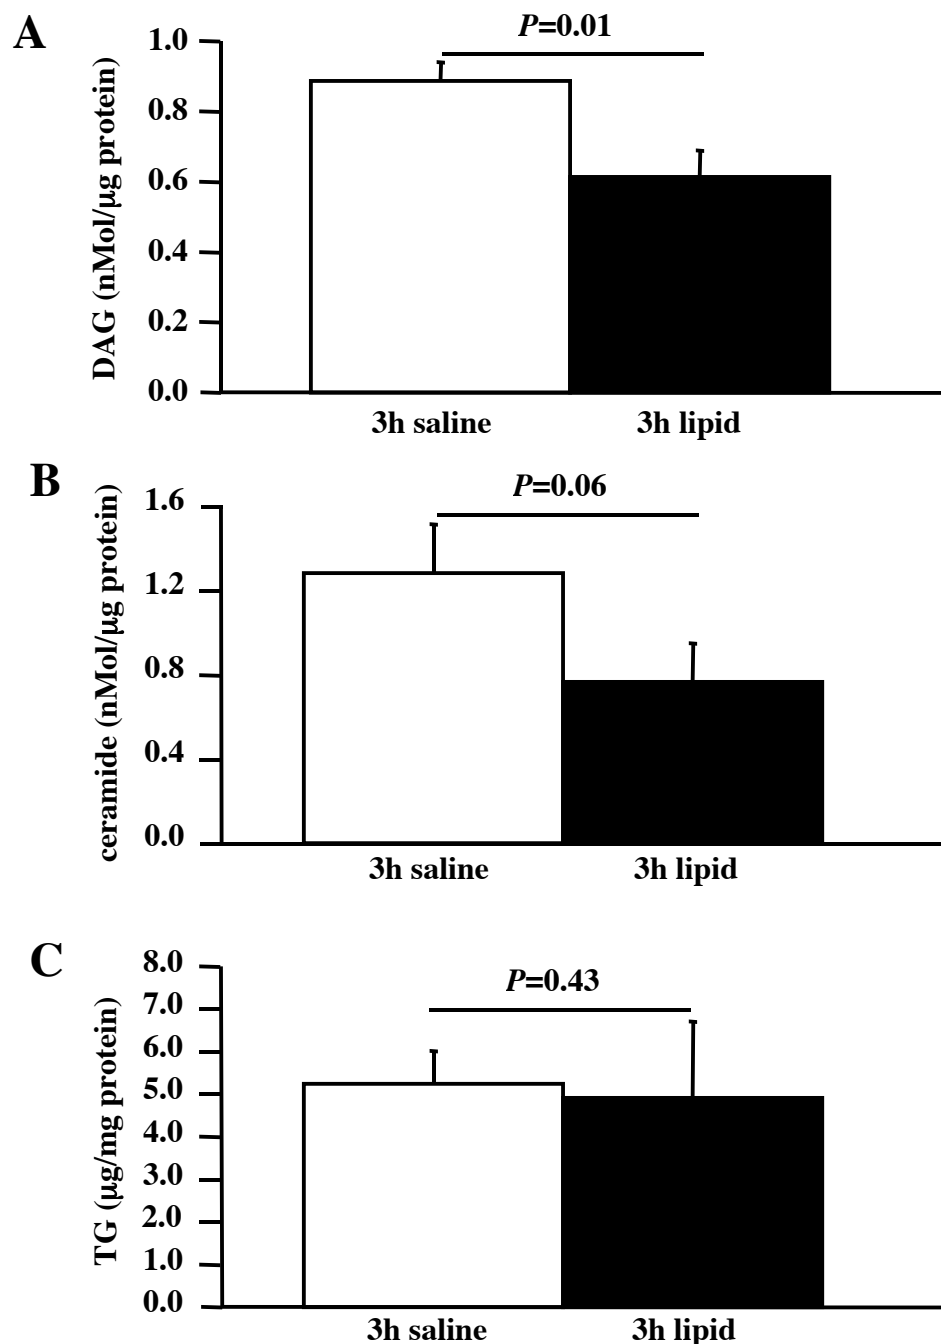 A
P=0.01
DAG (nMol/µg protein)
1.0
0.8
0.6
0.4
0.2
0.0
3h saline 3h lipid
B
P=0.06
ceramide (nMol/µg protein)
1.6
1.2
0.8
0.4
0.0
3h saline 3h lipid
C
P=0.43
TG (µg/mg protein)
8.0
7.0
6.0
5.0
4.0
3.0
2.0
1.0
0.0
3h saline 3h lipid